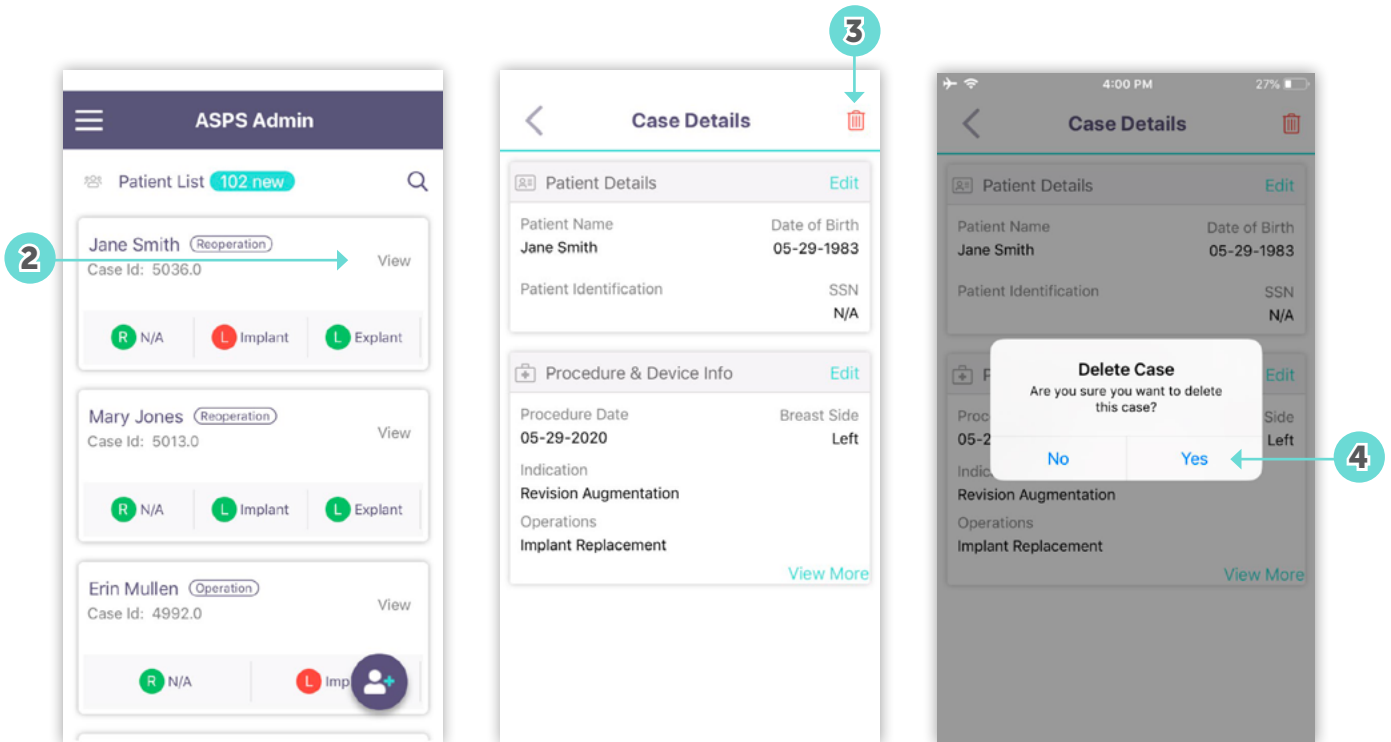 3
2
ASPS Admin
Patient List 102 new
Jane Smith Reoperation
Case Id: 5036.0
View
R N/A L Implant L Explant
Mary Jones Reoperation
Case Id: 5013.0
View
R N/A L Implant L Explant
Erin Mullen Operation
Case Id: 4992.0
View
R N/A L Imp
Case Details
Patient Details Edit
Patient Name Date of Birth
Jane Smith 05-29-1983
Patient Identification SSN
N/A
Procedure & Device Info Edit
Procedure Date Breast Side
05-29-2020 Left
Indication
Revision Augmentation
Operations
Implant Replacement
View More
4:00 PM 27%
Case Details
Patient Details Edit
Patient Name Date of Birth
Jane Smith 05-29-1983
Patient Identification SSN
N/A
P Edit
Proc Side
05-2 Left
Indic
Delete Case
Are you sure you want to delete
this case?
No Yes
4
Revision Augmentation
Operations
Implant Replacement
View More